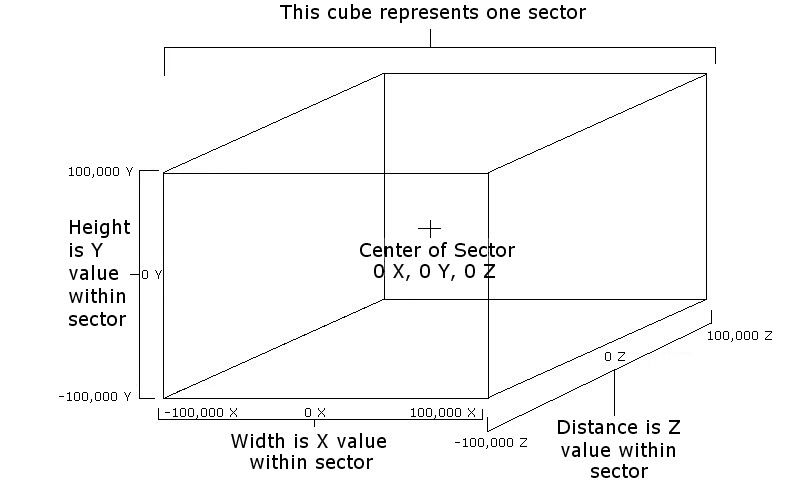 This cube represents one sector
100,000 Y
Height
is Y
value
within
sector
0 Y
-100,000 Y
Center of Sector
0 X, 0 Y, 0 Z
-100,000 X
0 X
100,000 X
Width is X value
within sector
100,000 Z
0 Z
-100,000 Z
Distance is Z
value within
sector